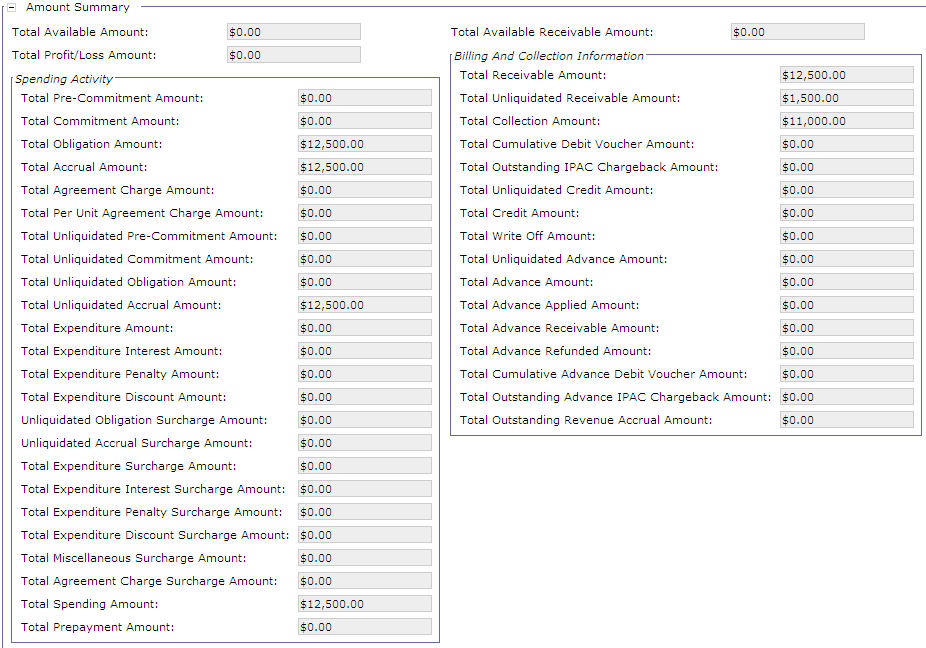 Amount Summary
Total Available Amount: $0.00
Total Profit/Loss Amount: $0.00
Spending Activity
Total Pre-Commitment Amount: $0.00
Total Commitment Amount: $0.00
Total Obligation Amount: $12,500.00
Total Accrual Amount: $12,500.00
Total Agreement Charge Amount: $0.00
Total Per Unit Agreement Charge Amount: $0.00
Total Unliquidated Pre-Commitment Amount: $0.00
Total Unliquidated Commitment Amount: $0.00
Total Unliquidated Obligation Amount: $0.00
Total Unliquidated Accrual Amount: $12,500.00
Total Expenditure Amount: $0.00
Total Expenditure Interest Amount: $0.00
Total Expenditure Penalty Amount: $0.00
Total Expenditure Discount Amount: $0.00
Unliquidated Obligation Surcharge Amount: $0.00
Unliquidated Accrual Surcharge Amount: $0.00
Total Expenditure Surcharge Amount: $0.00
Total Expenditure Interest Surcharge Amount: $0.00
Total Expenditure Penalty Surcharge Amount: $0.00
Total Expenditure Discount Surcharge Amount: $0.00
Total Miscellaneous Surcharge Amount: $0.00
Total Agreement Charge Surcharge Amount: $0.00
Total Spending Amount: $12,500.00
Total Prepayment Amount: $0.00
Total Available Receivable Amount: $0.00
Billing And Collection Information
Total Receivable Amount: $12,500.00
Total Unliquidated Receivable Amount: $1,500.00
Total Collection Amount: $11,000.00
Total Cumulative Debit Voucher Amount: $0.00
Total Outstanding IPAC Chargeback Amount: $0.00
Total Unliquidated Credit Amount: $0.00
Total Credit Amount: $0.00
Total Write Off Amount: $0.00
Total Unliquidated Advance Amount: $0.00
Total Advance Amount: $0.00
Total Advance Applied Amount: $0.00
Total Advance Receivable Amount: $0.00
Total Advance Refunded Amount: $0.00
Total Cumulative Advance Debit Voucher Amount: $0.00
Total Outstanding Advance IPAC Chargeback Amount: $0.00
Total Outstanding Revenue Accrual Amount: $0.00